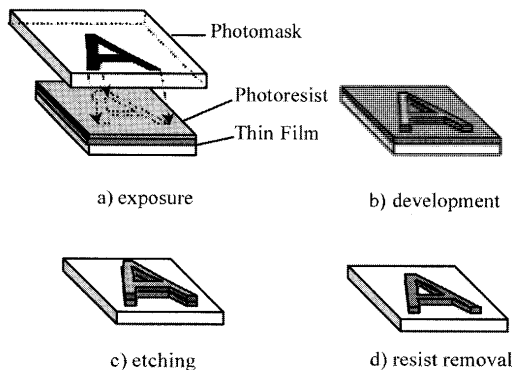 A
Photomask
Photoresist
Thin Film
a) exposure
A
b) development
A
c) etching
A
d) resist removal